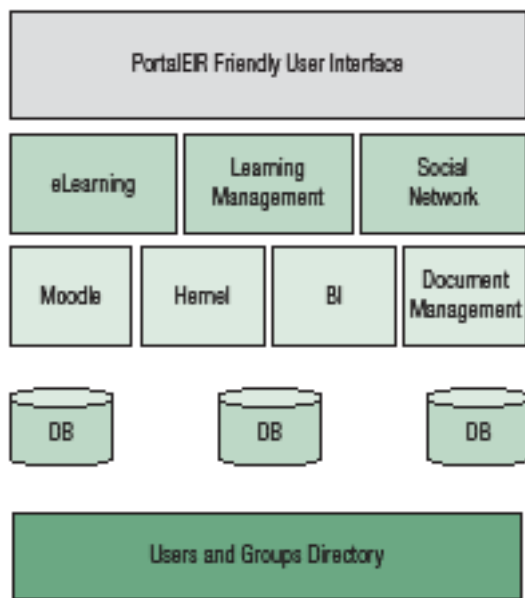 PortalEIR Friendly User Interface
eLearning
Learning
Management
Social
Network
Moodle
Hernel
BI
Document
Management
DB
DB
DB
Users and Groups Directory